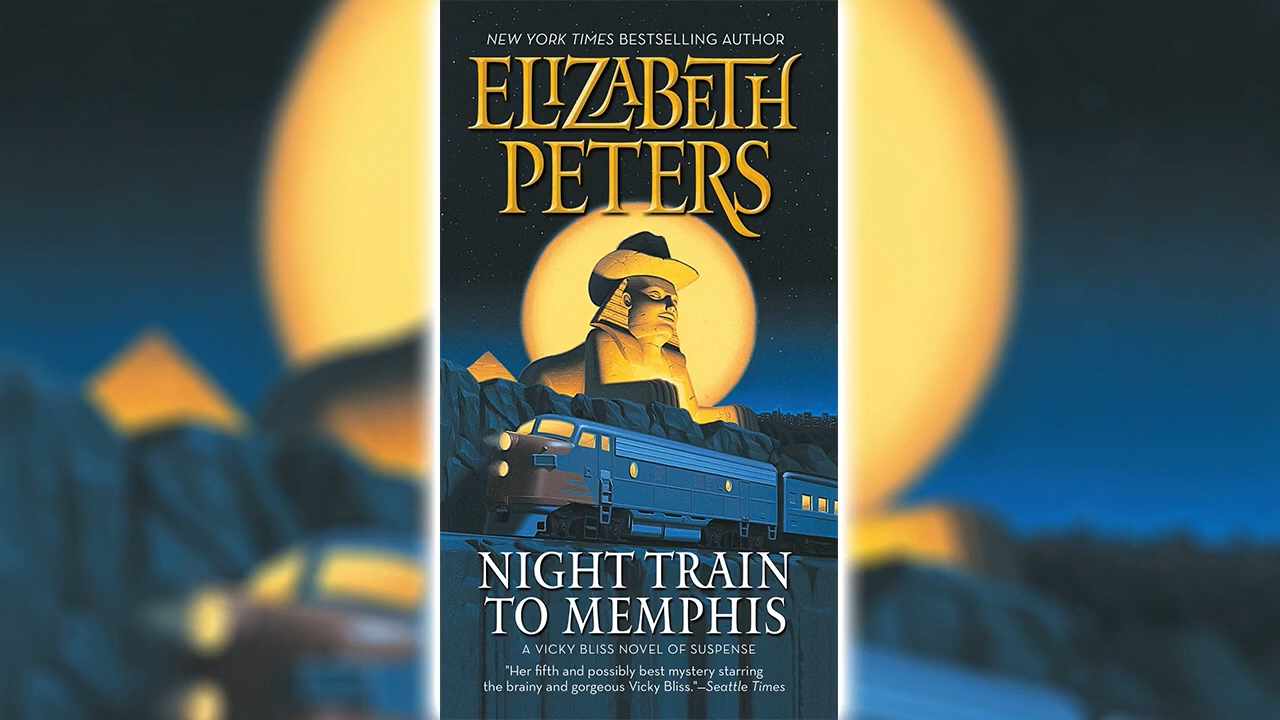 NEW YORK TIMES BESTSELLING AUTHOR
ELIZABETH
PETERS
NIGHT TRAIN
TO MEMPHIS
A VICKY BLISS NOVEL OF SUSPENSE
"Her fifth and possibly best mystery starring
the brainy and gorgeous Vicky Bliss."—Seattle Times